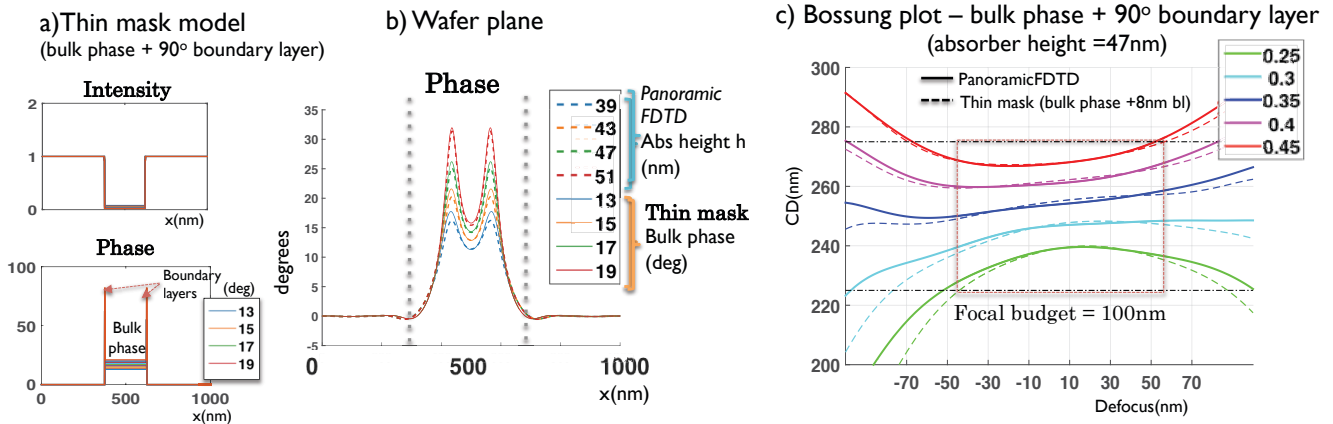 a)Thin mask model
(bulk phase + 90° boundary layer)
Intensity
2
1
0
0
500
1000
x(nm)
Phase
100
50
0
Boundary
layers
Bulk
phase
(deg)
13
15
17
19
0
500
1000
x(nm)
b) Wafer plane
Phase
35
30
25
20
15
10
5
0
-5
degrees
0
500
1000
x(nm)
39
43
47
51
13
15
17
19
Panoramic
FDTD
Abs height h
(nm)
Thin mask
Bulk phase
(deg)
c) Bossung plot – bulk phase + 90° boundary layer
(absorber height =47nm)
300
280
260
240
225
200
CD(nm)
PanoramicFDTD
Thin mask (bulk phase +8nm bl)
0.25
0.3
0.35
0.4
0.45
Focal budget = 100nm
-70
-50
-30
-10
10
30
50
70
Defocus(nm)